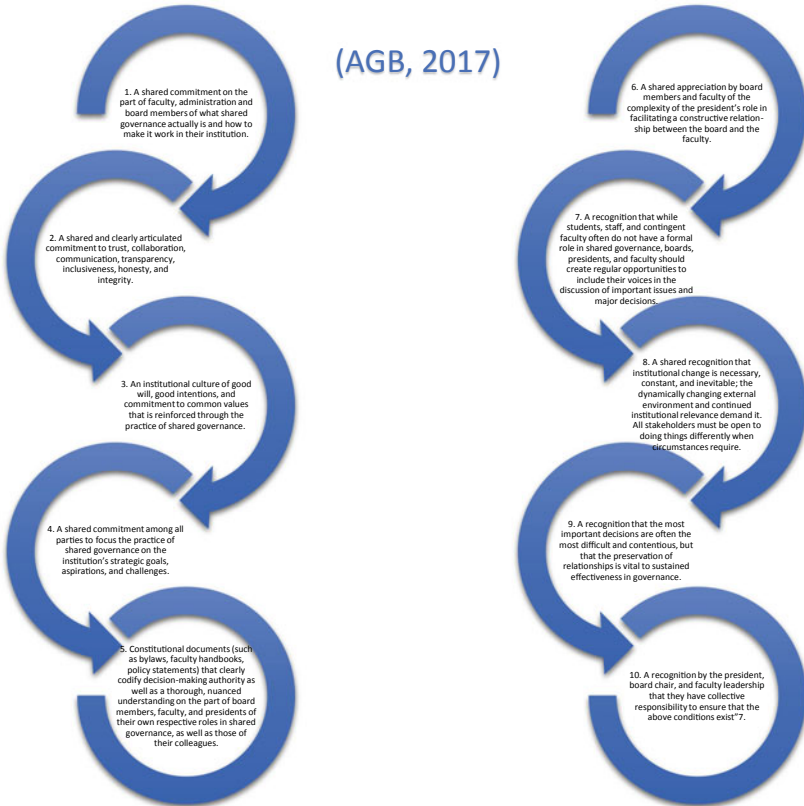 (AGB, 2017)
1. A shared commitment on the
part of faculty, administration and
board members of what shared
governance actually is and how to
make it work in their institution.
2. A shared and clearly articulated
commitment to trust, collaboration,
communication, transparency,
inclusiveness, honesty, and
integrity.
3. An institutional culture of good
will, good intentions, and
commitment to common values
that is reinforced through the
practice of shared governance.
4. A shared commitment among all
parties to focus the practice of
shared governance on the
institution's strategic goals,
aspirations, and challenges.
5. Constitutional documents (such
as bylaws, faculty handbooks,
policy statements) that clearly
codify decision-making authority as
well as a thorough, nuanced
understanding on the part of board
members, faculty, and presidents of
their own respective roles in shared
governance, as well as those of
their colleagues.
6. A shared appreciation by board
members and faculty of the
complexity of the president's role in
facilitating a constructive relation-
ship between the board and the
faculty.
7. A recognition that while
students, staff, and contingent
faculty often do not have a formal
role in shared governance, boards,
presidents, and faculty should
create regular opportunities to
include their voices in the
discussion of important issues and
major decisions.
8. A shared recognition that
institutional change is necessary,
constant, and inevitable; the
dynamically changing external
environment and continued
institutional relevance demand it.
All stakeholders must be open to
doing things differently when
circumstances require.
9. A recognition that the most
important decisions are often the
most difficult and contentious, but
that the preservation of
relationships is vital to sustained
effectiveness in governance.
10. A recognition by the president,
board chair, and faculty leadership
that they have collective
responsibility to ensure that the
above conditions exist"7.